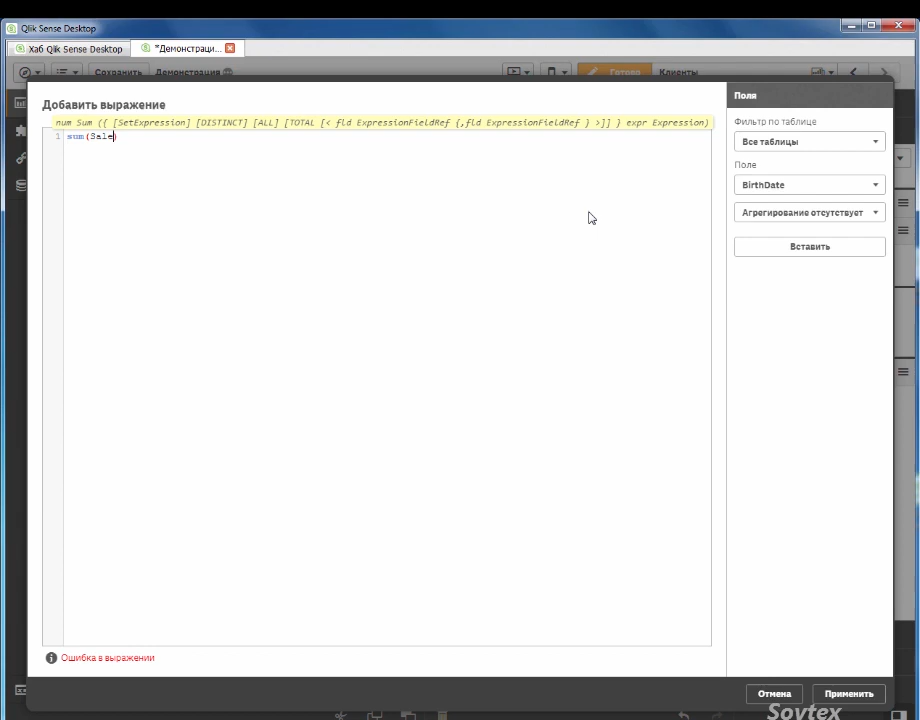 Qlik Sense Desktop
Хаб Qlik Sense Desktop
*Демонстраци...
Сохранить
Демонстрация
Готово
Клиенты
Добавить выражение
num Sum ({ [SetExpression] [DISTINCT] [ALL] [TOTAL [< fld ExpressionFieldRef {,fld ExpressionFieldRef } >]] } expr Expression)
1 sum(Sale)
Ошибка в выражении
Поля
Фильтр по таблице
Все таблицы
Поле
BirthDate
Агрегирование отсутствует
Вставить
Отмена
Применить
Sovtex